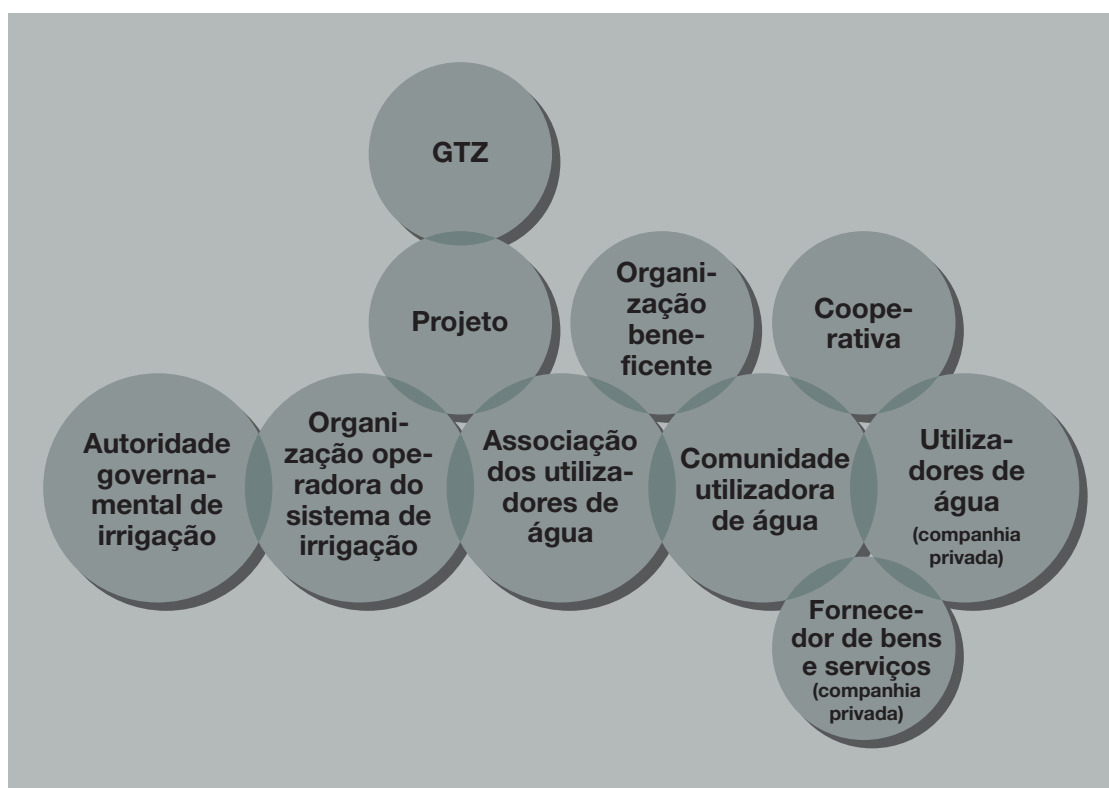 GTZ
Projeto
Organi-
zação
bene-
ficente
Coope-
rativa
Autoridade
governa-
mental de
irrigação
Organi-
zação ope-
radora do
sistema de
irrigação
Associação
dos utiliza-
dores de
água
Comunidade
utilizadora
de água
Utiliza-
dores de
água
(companhia
privada)
Fornece-
dor de bens
e serviços
(companhia
privada)